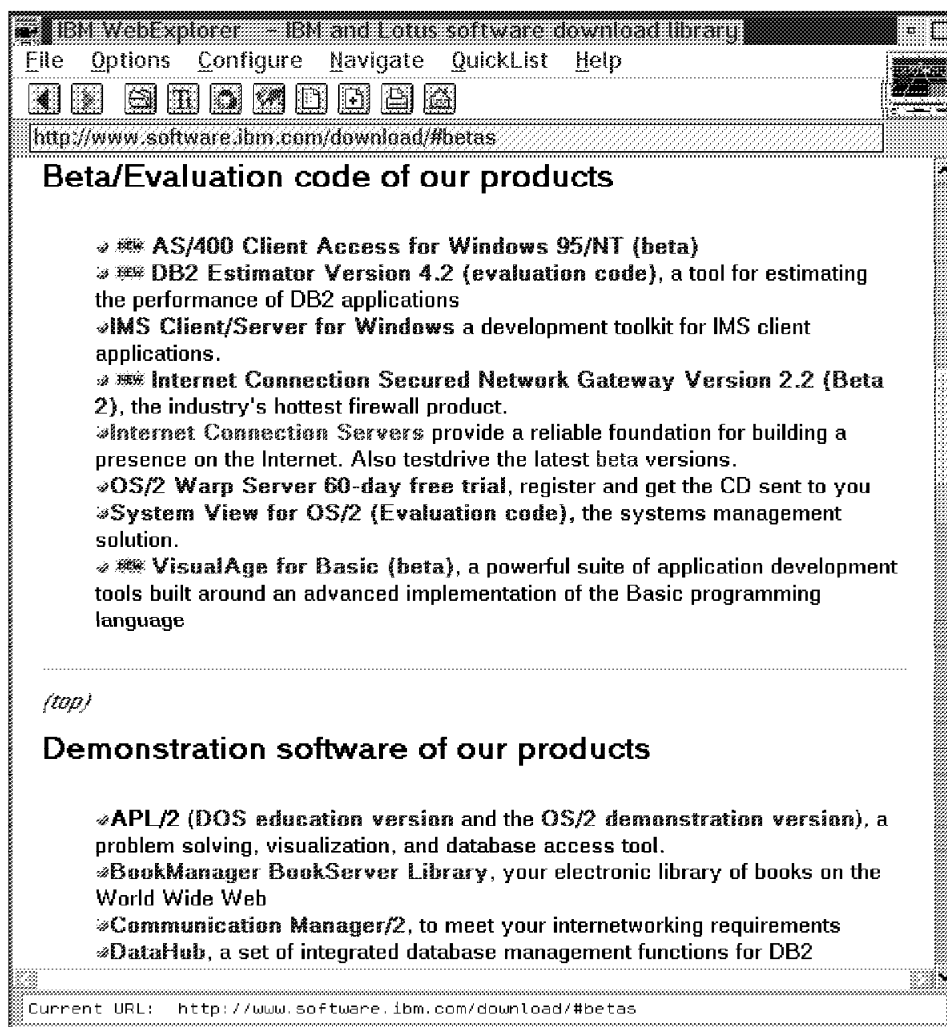 IBM WebExplorer - IBM and Lotus software download library
File Options Configure Navigate QuickList Help
http://www.software.ibm.com/download/#betas
Beta/Evaluation code of our products
NEW AS/400 Client Access for Windows 95/NT (beta)
NEW DB2 Estimator Version 4.2 (evaluation code), a tool for estimating
the performance of DB2 applications
IMS Client/Server for Windows a development toolkit for IMS client
applications.
NEW Internet Connection Secured Network Gateway Version 2.2 (Beta
2), the industry's hottest firewall product.
Internet Connection Servers provide a reliable foundation for building a
presence on the Internet. Also testdrive the latest beta versions.
OS/2 Warp Server 60-day free trial, register and get the CD sent to you
System View for OS/2 (Evaluation code), the systems management
solution.
NEW VisualAge for Basic (beta), a powerful suite of application development
tools built around an advanced implementation of the Basic programming
language
(top)
Demonstration software of our products
APL/2 (DOS education version and the OS/2 demonstration version), a
problem solving, visualization, and database access tool.
BookManager BookServer Library, your electronic library of books on the
World Wide Web
Communication Manager/2, to meet your internetworking requirements
DataHub, a set of integrated database management functions for DB2
Current URL: http://www.software.ibm.com/download/#betas